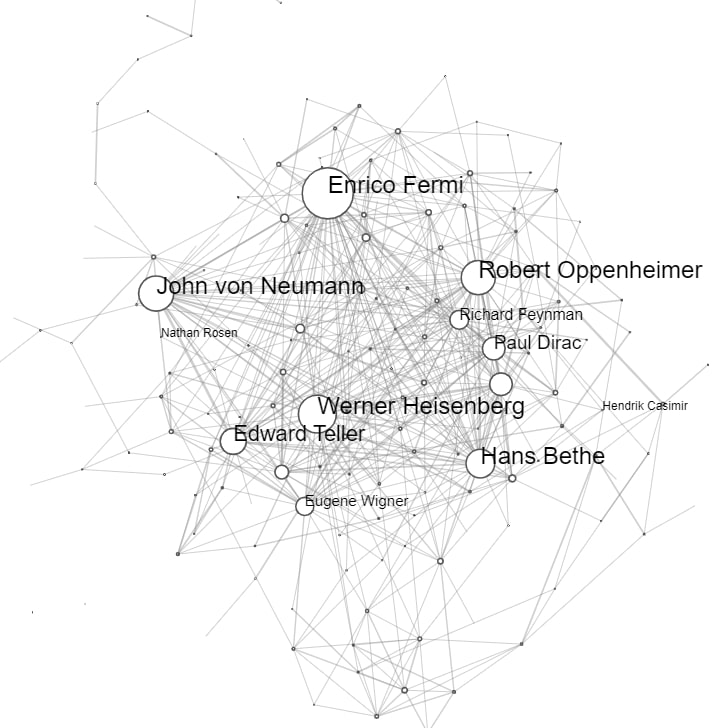 Enrico Fermi
Robert Oppenheimer
John von Neumann
Richard Feynman
Nathan Rosen
Paul Dirac
Werner Heisenberg
Hendrik Casimir
Edward Teller
Hans Bethe
Eugene Wigner